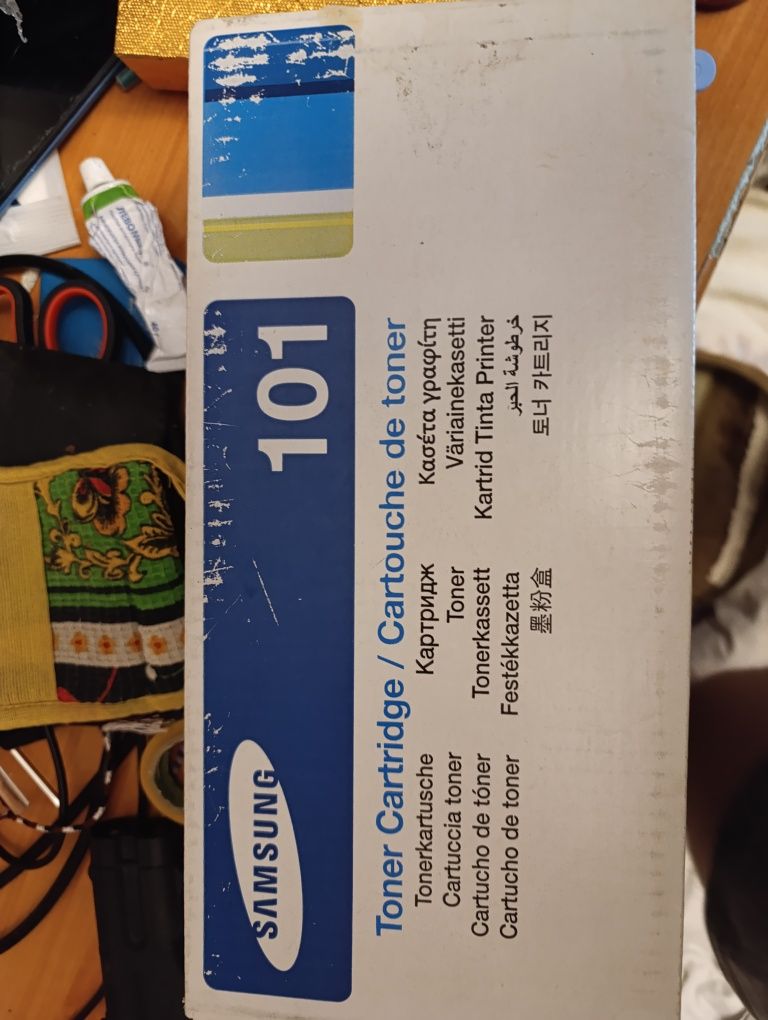 SAMSUNG
101
Toner Cartridge / Cartouche de toner
Tonerkartusche
Cartuccia toner
Cartucho de tóner
Cartucho de toner
Картридж
Toner
Tonerkassett
Festékkazetta
墨粉盒
Κασέτα γραφίτη
Väriainekasetti
Kartrid Tinta Printer
خرطوشة الحبر
토너 카트리지